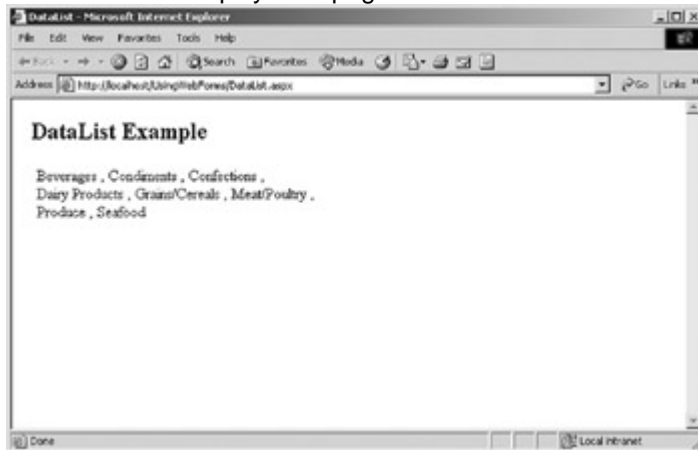 DataList - Microsoft Internet Explorer
File Edit View Favorites Tools Help
Back Search Favorites Media
Address http://localhost/UsingWebForms/DataList.aspx Go Links »
DataList Example
Beverages , Condiments , Confections ,
Dairy Products , Grains/Cereals , Meat/Poultry ,
Produce , Seafood
Done Local intranet